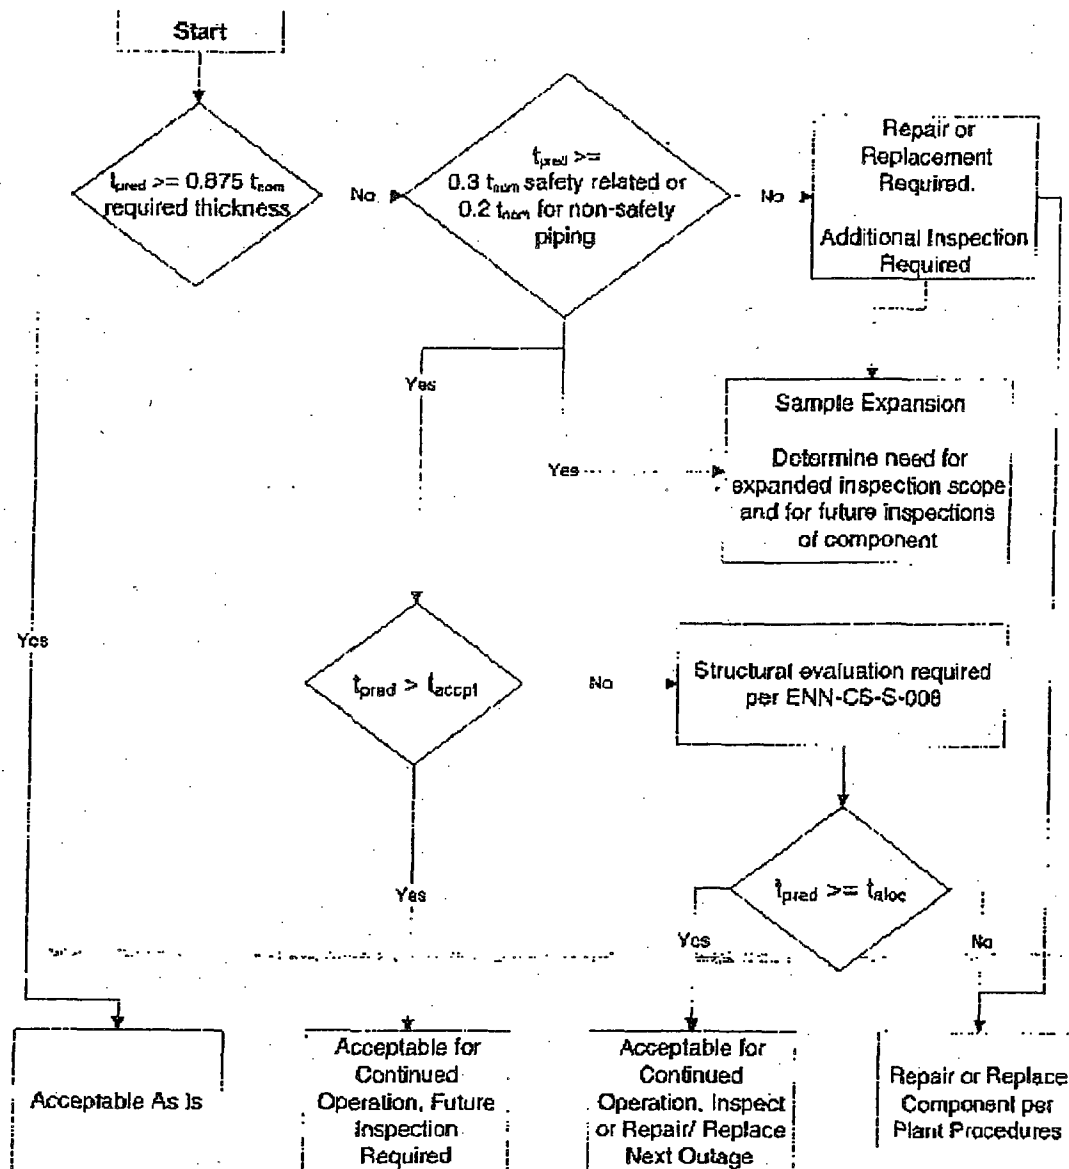 Start
t_pred >= 0.875 t_nom
required thickness
No
t_pred >=
0.3 t_nom safety related or
0.2 t_nom for non-safety
piping
No
Repair or
Replacement
Required.
Additional Inspection
Required
Yes
Yes
Sample Expansion
Determine need for
expanded inspection scope
and for future inspections
of component
Yes
t_pred > t_accpt
No
Structural evaluation required
per ENN-CS-S-008
Yes
t_pred >= t_aloc
Yes
No
Acceptable As Is
Acceptable for
Continued
Operation, Future
Inspection
Required
Acceptable for
Continued
Operation, Inspect
or Repair/ Replace
Next Outage
Repair or Replace
Component per
Plant Procedures